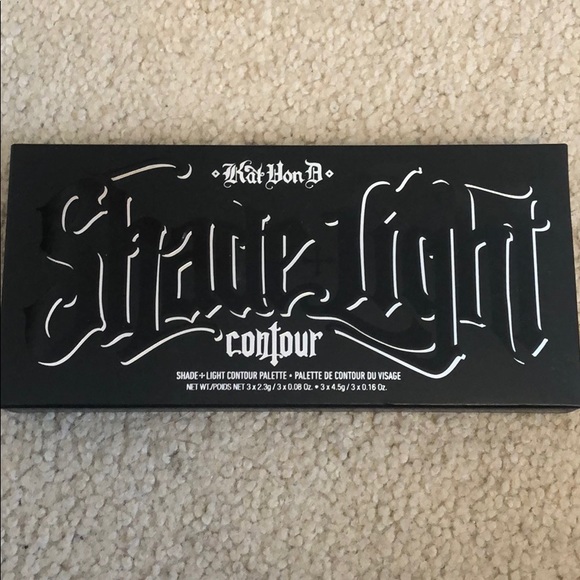 Kat Von D
Shade+Light
contour
SHADE+LIGHT CONTOUR PALETTE • PALETTE DE CONTOUR DU VISAGE
NET WT/POIDS NET 3 x 2.3g / 3 x 0.08 Oz. + 3 x 4.5g / 3 x 0.16 Oz.